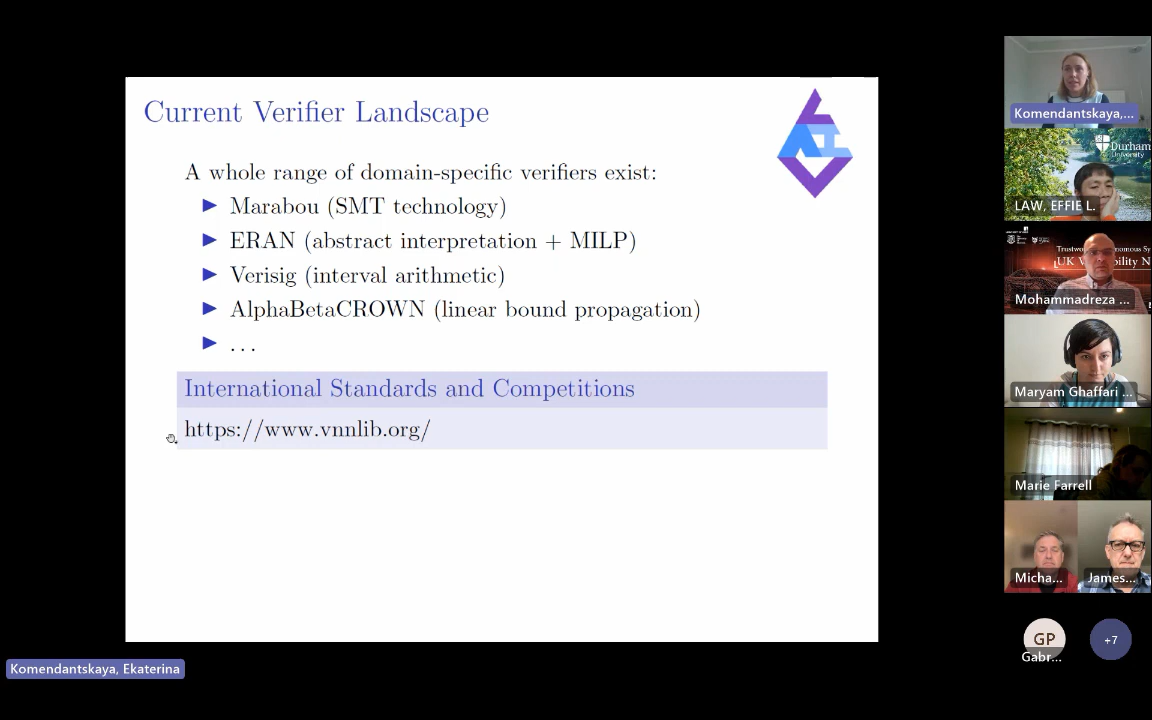 Current Verifier Landscape
A whole range of domain-specific verifiers exist:
Marabou (SMT technology)
ERAN (abstract interpretation + MILP)
Verisig (interval arithmetic)
AlphaBetaCROWN (linear bound propagation)
...
International Standards and Competitions
https://www.vnnlib.org/
Komendantskaya, Ekaterina
Komendantskaya,...
Durham
University
LAW, EFFIE L.
UK
Mohammadreza ...
Maryam Ghaffari ...
Marie Farrell
Micha...
James...
GP
Gabr...
+7